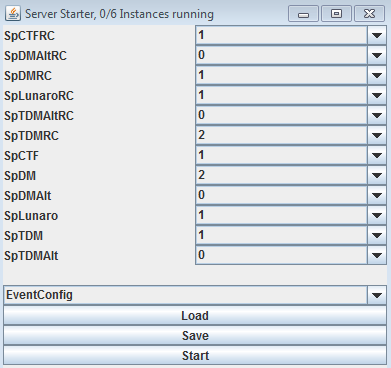 Server Starter, 0/6 Instances running
SpCTFRC 1
SpDMAltRC 0
SpDMRC 1
SpLunaroRC 1
SpTDMAltRC 0
SpTDMRC 2
SpCTF 1
SpDM 2
SpDMAlt 0
SpLunaro 1
SpTDM 1
SpTDMAlt 0
EventConfig
Load
Save
Start